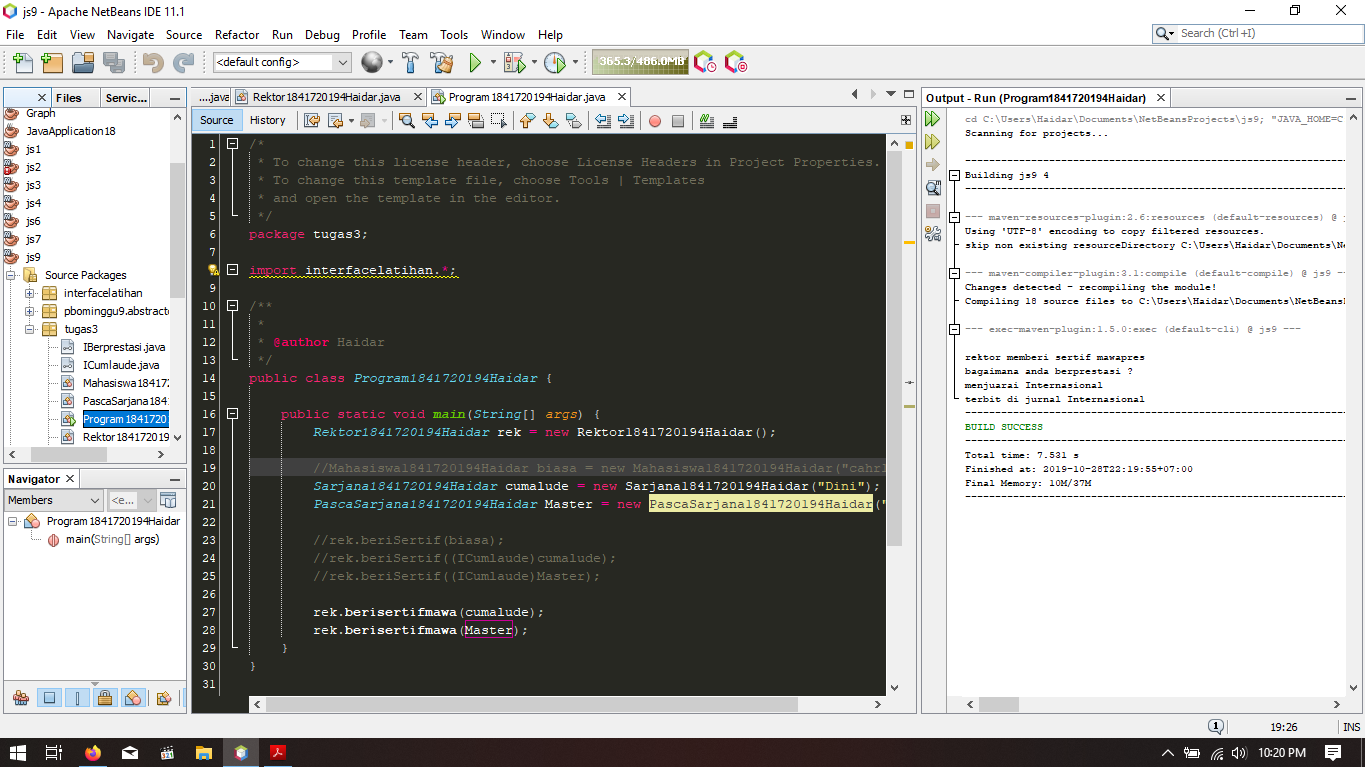 js9 - Apache NetBeans IDE 11.1
File Edit View Navigate Source Refactor Run Debug Profile Team Tools Window Help
Search (Ctrl+I)
<default config>
365.3/486.0MB
Files
Servic...
Graph
JavaApplication18
js1
js2
js3
js4
js6
js7
js9
Source Packages
interfacelatihan
pbominggu9.abstract
tugas3
IBerprestasi.java
ICumlaude.java
Mahasiswa18417
PascaSarjana184
Program1841720
Rektor184172019
Navigator
Members
<e...
Program1841720194Haidar
main(String[] args)
....java
Rektor1841720194Haidar.java
Program1841720194Haidar.java
Source
History
1 /*
2 * To change this license header, choose License Headers in Project Properties.
3 * To change this template file, choose Tools | Templates
4 * and open the template in the editor.
5 */
6 package tugas3;
7
import interfacelatihan.*;
9
10 /**
11 *
12 * @author Haidar
13 */
14 public class Program1841720194Haidar {
15
16 public static void main(String[] args) {
17 Rektor1841720194Haidar rek = new Rektor1841720194Haidar();
18
19 //Mahasiswa1841720194Haidar biasa = new Mahasiswa1841720194Haidar("cahrl
20 Sarjana1841720194Haidar cumalude = new Sarjana1841720194Haidar("Dini");
21 PascaSarjana1841720194Haidar Master = new PascaSarjana1841720194Haidar("
22
23 //rek.beriSertif(biasa);
24 //rek.beriSertif((ICumlaude)cumalude);
25 //rek.beriSertif((ICumlaude)Master);
26
27 rek.berisertifmawa(cumalude);
28 rek.berisertifmawa(Master);
29 }
30 }
31
Output - Run (Program1841720194Haidar)
cd C:\Users\Haidar\Documents\NetBeansProjects\js9; "JAVA_HOME=C
Scanning for projects...
Building js9 4
--- maven-resources-plugin:2.6:resources (default-resources) @ j
Using 'UTF-8' encoding to copy filtered resources.
skip non existing resourceDirectory C:\Users\Haidar\Documents\Ne
--- maven-compiler-plugin:3.1:compile (default-compile) @ js9 --
Changes detected - recompiling the module!
Compiling 18 source files to C:\Users\Haidar\Documents\NetBeansP
--- exec-maven-plugin:1.5.0:exec (default-cli) @ js9 ---
rektor memberi sertif mawapres
bagaimana anda berprestasi ?
menjuarai Internasional
terbit di jurnal Internasional
BUILD SUCCESS
Total time: 7.531 s
Finished at: 2019-10-28T22:19:55+07:00
Final Memory: 10M/37M
1
19:26
INS
10:20 PM